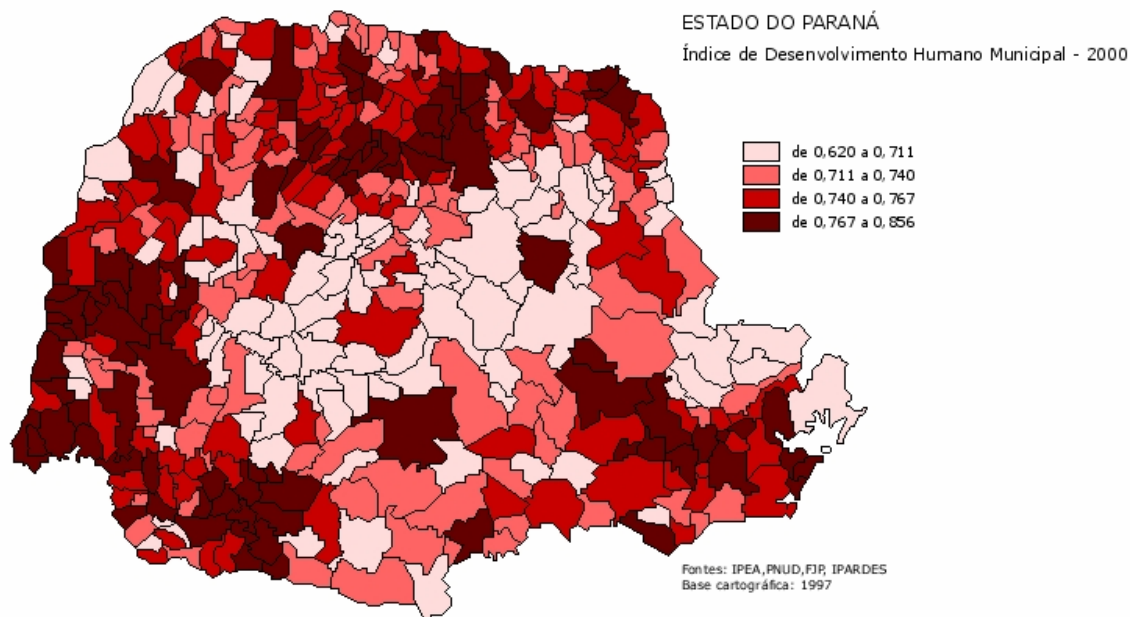 ESTADO DO PARANÁ
Índice de Desenvolvimento Humano Municipal - 2000
de 0,620 a 0,711
de 0,711 a 0,740
de 0,740 a 0,767
de 0,767 a 0,856
Fontes: IPEA,PNUD,FJP, IPARDES
Base cartográfica: 1997